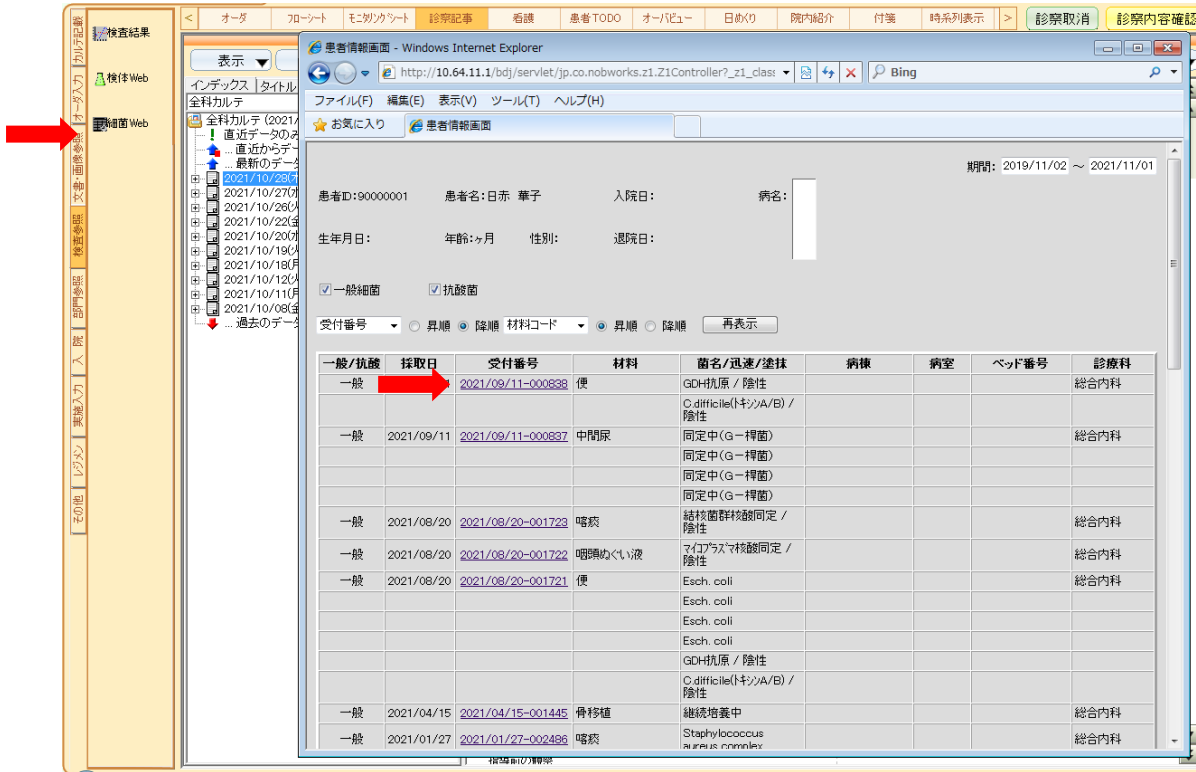 < オーダ フローシート モニタリングシート 診察記事 看護 患者TODO オーバビュー 日めくり 院内紹介 付箋 時系列表示 > 診察取消 診察内容確認
カルテ記載
オーダ入力
文書・画像参照
検査参照
部門参照
入 院
実施入力
レジメン
その他
検査結果
検体Web
細菌Web
表示
インデックス タイトル
全科カルテ
全科カルテ (2021/
直近データのみ
... 直近からデー
... 最新のデータ
2021/10/28(木
2021/10/27(水
2021/10/26(火
2021/10/22(金
2021/10/20(水
2021/10/19(火
2021/10/18(月
2021/10/12(火
2021/10/11(月
2021/10/08(金
... 過去のデータ
患者情報画面 - Windows Internet Explorer
http://10.64.11.1/bdj/servlet/jp.co.nobworks.z1.Z1Controller?_z1_class
Bing
ファイル(F) 編集(E) 表示(V) ツール(T) ヘルプ(H)
お気に入り 患者情報画面
期間: 2019/11/02 ～ 2021/11/01
患者ID:90000001 患者名:日赤 華子 入院日: 病名:
生年月日: 年齢:ヶ月 性別: 退院日:
一般細菌 抗酸菌
受付番号 昇順 降順 材料コード 昇順 降順 再表示
一般/抗酸 採取日 受付番号 材料 菌名/迅速/塗抹 病棟 病室 ベッド番号 診療科
一般 2021/09/11-000838 便 GDH抗原 / 陰性 総合内科
C.difficile(トキシンA/B) /
陰性
一般 2021/09/11 2021/09/11-000837 中間尿 同定中(G－桿菌) 総合内科
同定中(G－桿菌)
同定中(G－桿菌)
同定中(G－桿菌)
一般 2021/08/20 2021/08/20-001723 喀痰 結核菌群核酸同定 / 総合内科
陰性
一般 2021/08/20 2021/08/20-001722 咽頭ぬぐい液 マイコプラズマ核酸同定 / 総合内科
陰性
一般 2021/08/20 2021/08/20-001721 便 Esch. coli 総合内科
Esch. coli
Esch. coli
Esch. coli
GDH抗原 / 陰性
C.difficile(トキシンA/B) /
陰性
一般 2021/04/15 2021/04/15-001445 骨移植 継続培養中 総合内科
一般 2021/01/27 2021/01/27-002486 喀痰 Staphylococcus 総合内科
aureus complex